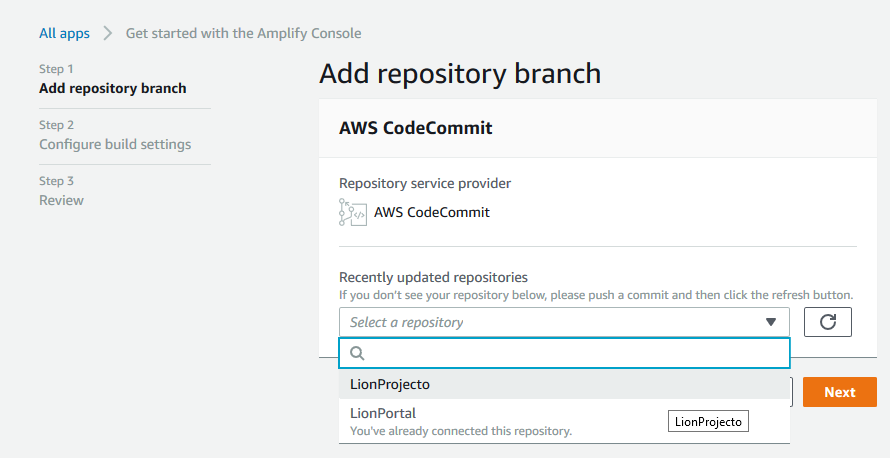 All apps > Get started with the Amplify Console
Step 1
Add repository branch
Step 2
Configure build settings
Step 3
Review
Add repository branch
AWS CodeCommit
Repository service provider
AWS CodeCommit
Recently updated repositories
If you don't see your repository below, please push a commit and then click the refresh button.
Select a repository
LionProjecto
LionPortal
You've already connected this repository.
LionProjecto
Next